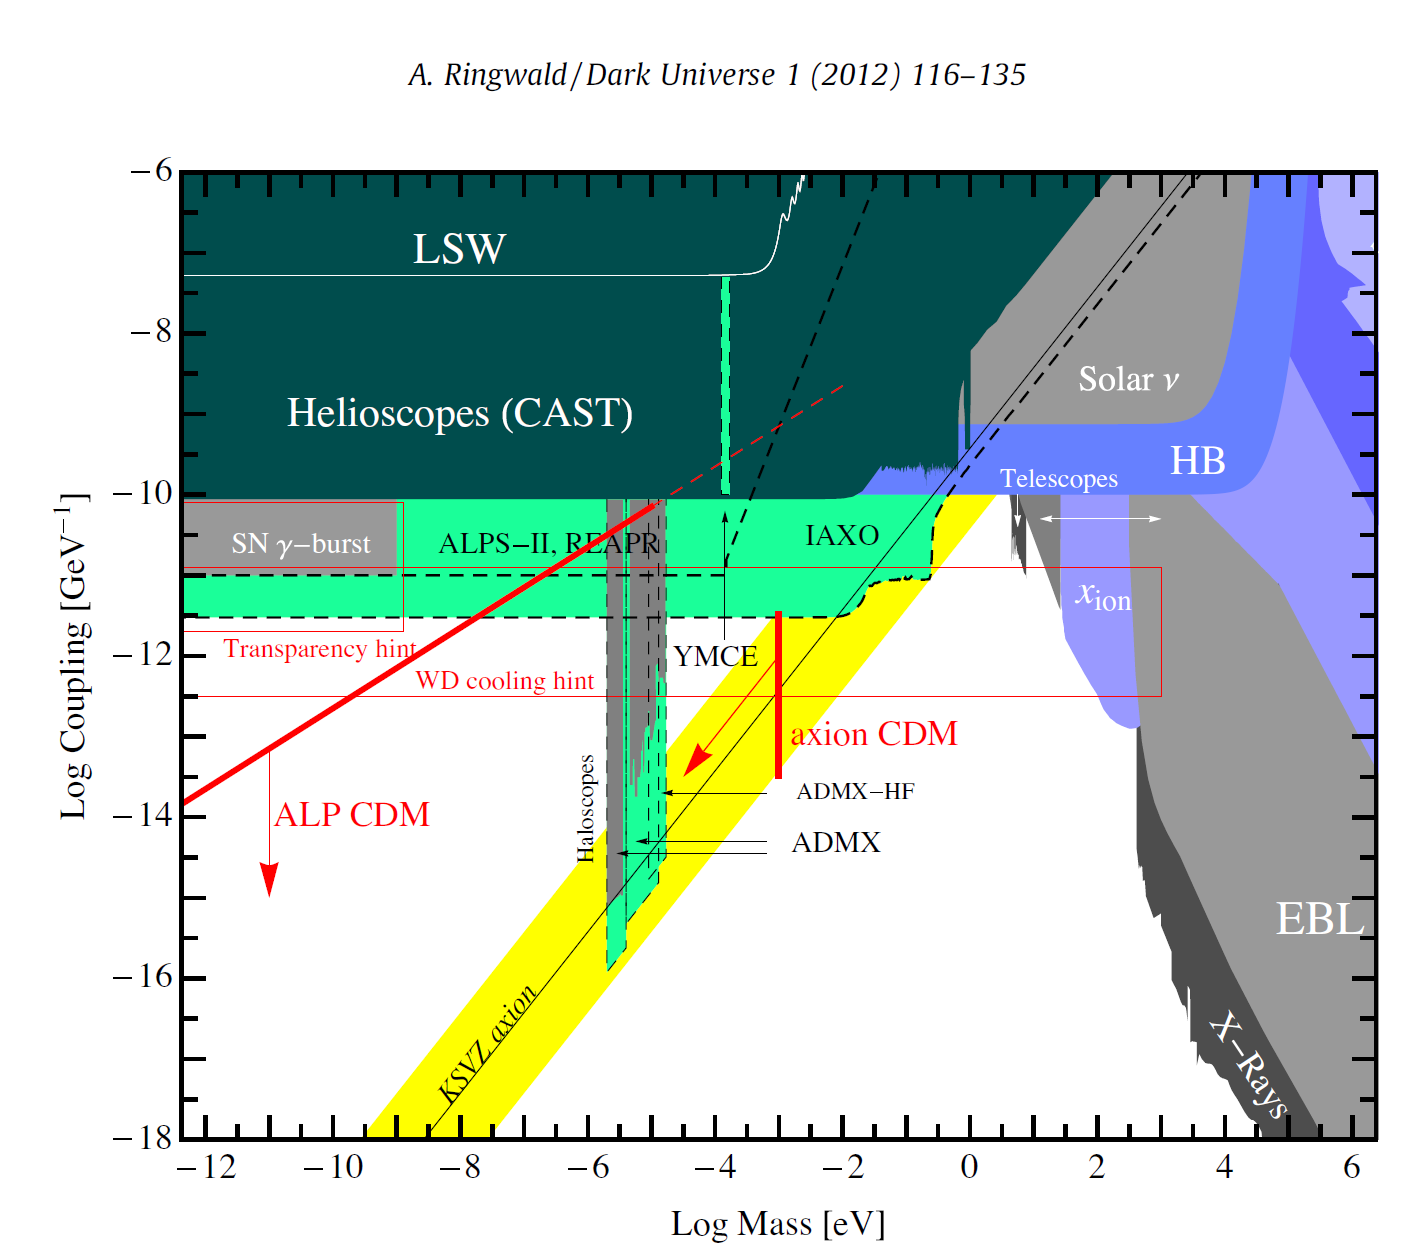 A. Ringwald/Dark Universe 1 (2012) 116–135
−6
LSW
−8
Solar ν
Helioscopes (CAST)
HB
Telescopes
−10
SN γ−burst
ALPS−II, REAPR
IAXO
xion
Transparency hint
YMCE
−12
WD cooling hint
axion CDM
Haloscopes
ADMX−HF
ALP CDM
−14
ADMX
EBL
−16
KSVZ axion
X−Rays
−18
−12 −10 −8 −6 −4 −2 0 2 4 6
Log Mass [eV]
Log Coupling [GeV−1]